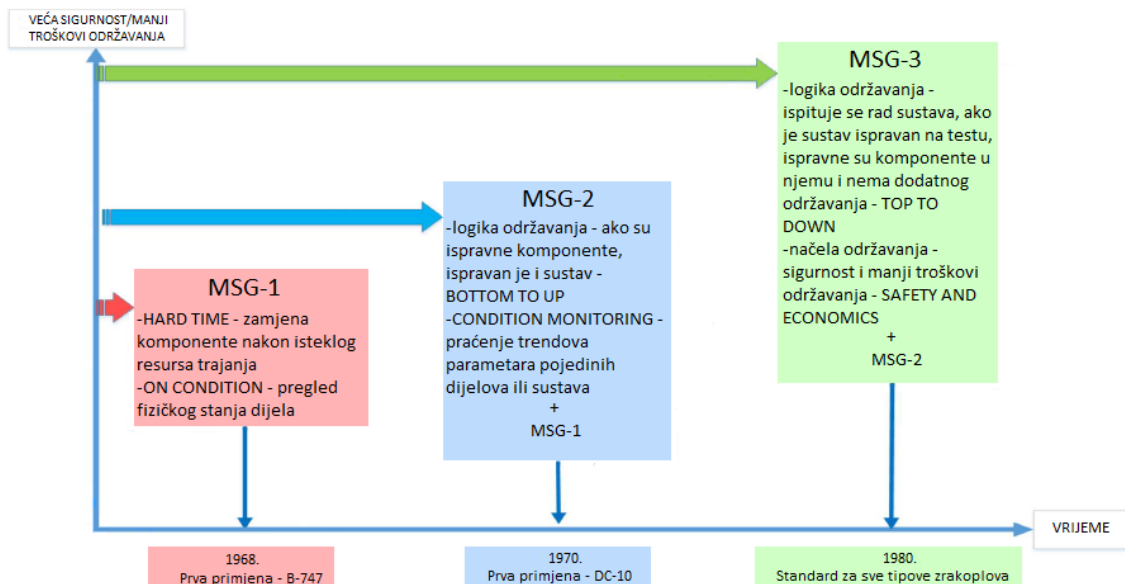 VEĆA SIGURNOST/MANJI
TROŠKOVI ODRŽAVANJA
MSG-3
-logika održavanja -
ispituje se rad sustava, ako
je sustav ispravan na testu,
ispravne su komponente u
njemu i nema dodatnog
održavanja - TOP TO
DOWN
-načela održavanja -
sigurnost i manji troškovi
održavanja - SAFETY AND
ECONOMICS
+
MSG-2
MSG-2
-logika održavanja - ako su
ispravne komponente,
ispravan je i sustav -
BOTTOM TO UP
-CONDITION MONITORING -
praćenje trendova
parametara pojedinih
dijelova ili sustava
+
MSG-1
MSG-1
-HARD TIME - zamjena
komponente nakon isteklog
resursa trajanja
-ON CONDITION - pregled
fizičkog stanja dijela
VRIJEME
1968.
Prva primjena - B-747
1970.
Prva primjena - DC-10
1980.
Standard za sve tipove zrakoplova